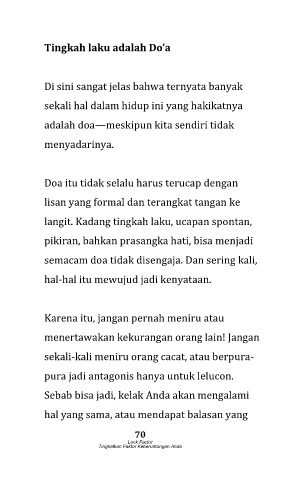 Tingkah laku adalah Do’a
Di sini sangat jelas bahwa ternyata banyak
sekali hal dalam hidup ini yang hakikatnya
adalah doa—meskipun kita sendiri tidak
menyadarinya.
Doa itu tidak selalu harus terucap dengan
lisan yang formal dan terangkat tangan ke
langit. Kadang tingkah laku, ucapan spontan,
pikiran, bahkan prasangka hati, bisa menjadi
semacam doa tidak disengaja. Dan sering kali,
hal-hal itu mewujud jadi kenyataan.
Karena itu, jangan pernah meniru atau
menertawakan kekurangan orang lain! Jangan
sekali-kali meniru orang cacat, atau berpura-
pura jadi antagonis hanya untuk lelucon.
Sebab bisa jadi, kelak Anda akan mengalami
hal yang sama, atau mendapat balasan yang
70
Luck Factor
Tingkatkan Faktor Keberuntungan Anda